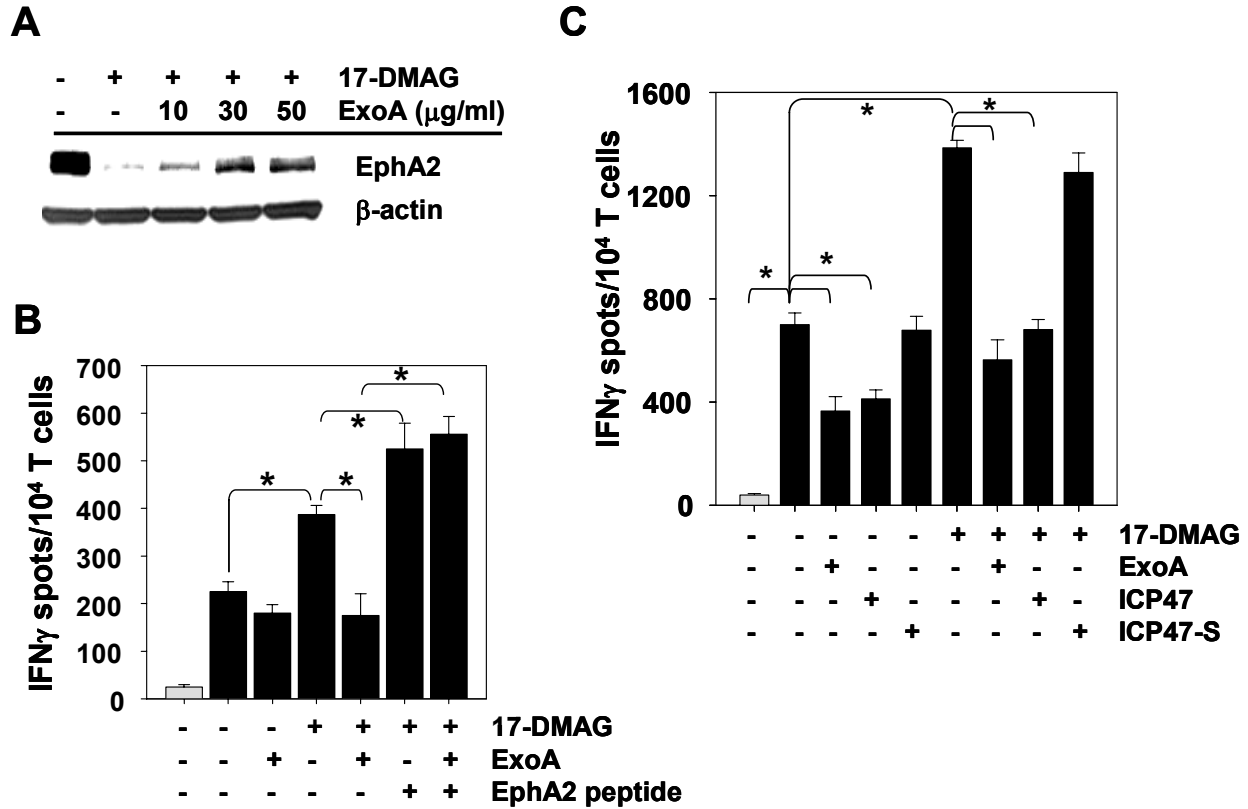 A
- + + + + 17-DMAG
- - 10 30 50 ExoA (μg/ml)
EphA2
β-actin
B
IFNγ spots/10⁴ T cells
700
600
500
400
300
200
100
0
* * * *
- - - + + + + 17-DMAG
- - + - + - + ExoA
- - - - - + + EphA2 peptide
C
IFNγ spots/10⁴ T cells
1600
1200
800
400
0
* * * *
- - - - - + + + + 17-DMAG
- - + - - - + - - ExoA
- - - + - - - + - ICP47
- - - - + - - - + ICP47-S